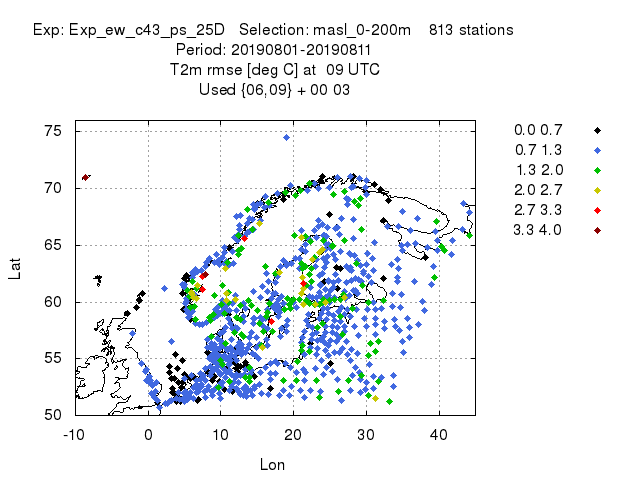 Exp: Exp_ew_c43_ps_25D Selection: masl_0-200m 813 stations
Period: 20190801-20190811
T2m rmse [deg C] at 09 UTC
Used {06,09} + 00 03
75
70
65
60
55
50
Lat
-10 0 10 20 30 40
Lon
0.0 0.7
0.7 1.3
1.3 2.0
2.0 2.7
2.7 3.3
3.3 4.0